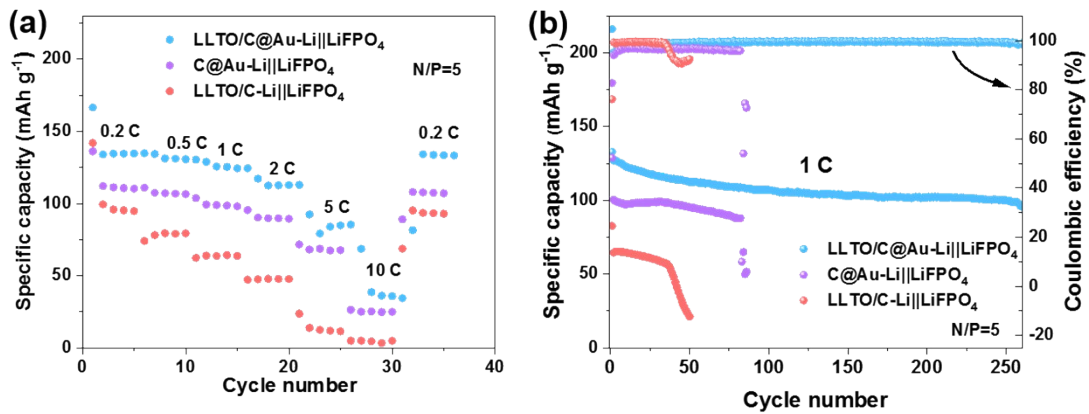 (a)
LLTO/C@Au-Li||LiFPO₄
C@Au-Li||LiFPO₄
LLTO/C-Li||LiFPO₄
N/P=5
0.2 C
0.5 C
1 C
2 C
5 C
10 C
0.2 C
200
150
100
50
0
Specific capacity (mAh g⁻¹)
0
10
20
30
40
Cycle number
(b)
1 C
LLTO/C@Au-Li||LiFPO₄
C@Au-Li||LiFPO₄
LLTO/C-Li||LiFPO₄
N/P=5
200
150
100
50
0
Specific capacity (mAh g⁻¹)
0
50
100
150
200
250
Cycle number
100
80
60
40
20
0
-20
Coulombic efficiency (%)